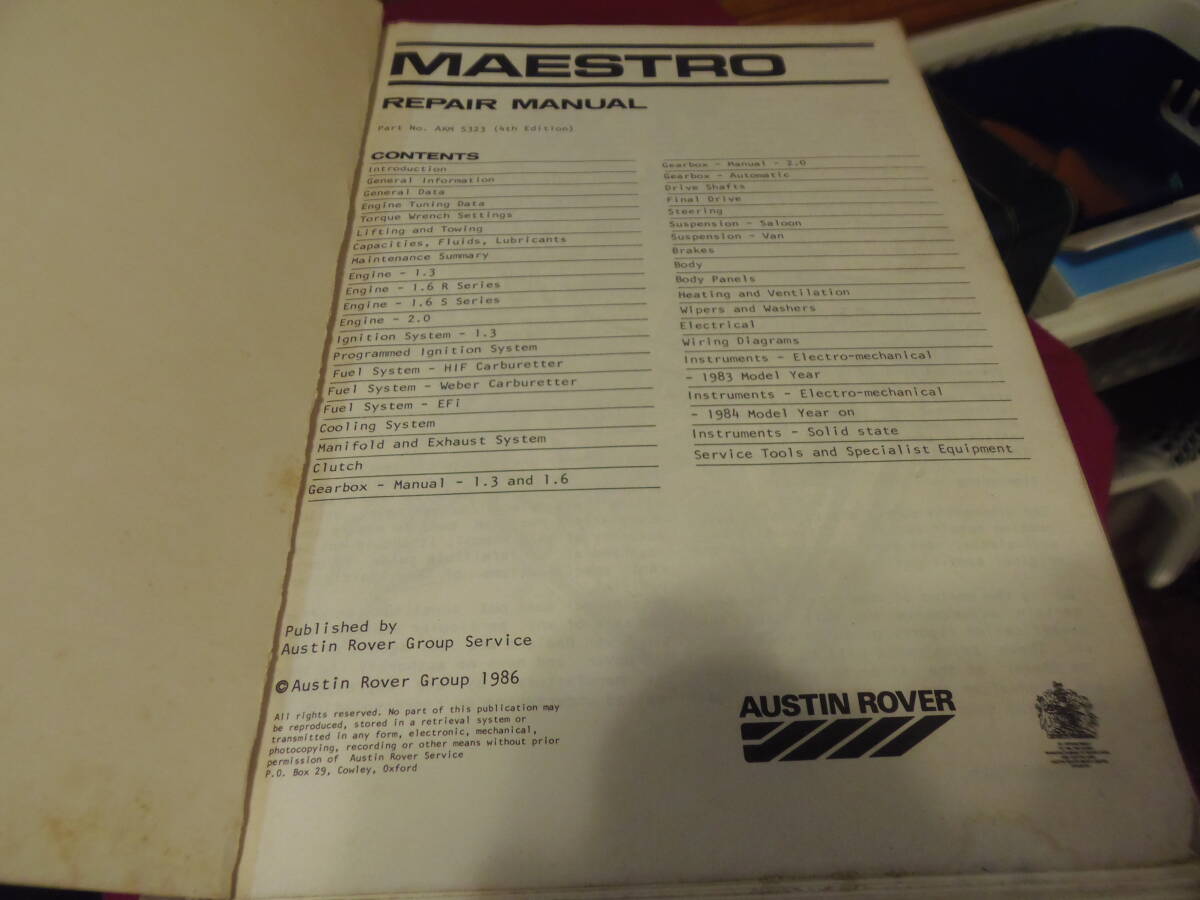 MAESTRO
REPAIR MANUAL
Part No. AKM 5323 (4th Edition)
CONTENTS
Introduction
General Information
General Data
Engine Tuning Data
Torque Wrench Settings
Lifting and Towing
Capacities, Fluids, Lubricants
Maintenance Summary
Engine - 1.3
Engine - 1.6 R Series
Engine - 1.6 S Series
Engine - 2.0
Ignition System - 1.3
Programmed Ignition System
Fuel System - HIF Carburetter
Fuel System - Weber Carburetter
Fuel System - EFi
Cooling System
Manifold and Exhaust System
Clutch
Gearbox - Manual - 1.3 and 1.6
Gearbox - Manual - 2.0
Gearbox - Automatic
Drive Shafts
Final Drive
Steering
Suspension - Saloon
Suspension - Van
Brakes
Body
Body Panels
Heating and Ventilation
Wipers and Washers
Electrical
Wiring Diagrams
Instruments - Electro-mechanical
- 1983 Model Year
Instruments - Electro-mechanical
- 1984 Model Year on
Instruments - Solid state
Service Tools and Specialist Equipment
Published by
Austin Rover Group Service
© Austin Rover Group 1986
All rights reserved. No part of this publication may
be reproduced, stored in a retrieval system or
transmitted in any form, electronic, mechanical,
photocopying, recording or other means without prior
permission of Austin Rover Service
P.O. Box 29, Cowley, Oxford
AUSTIN ROVER